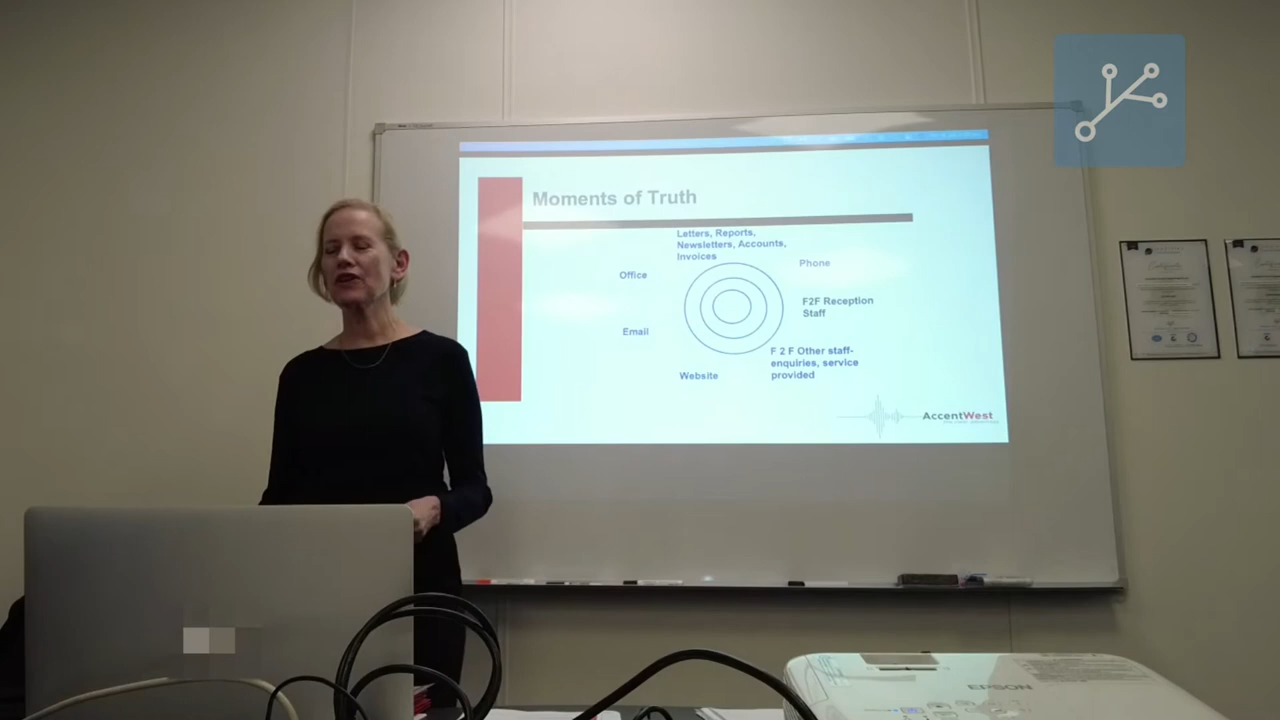 Moments of Truth
Letters, Reports,
Newsletters, Accounts,
Invoices
Office
Phone
F2F Reception
Staff
Email
F 2 F Other staff-
enquiries, service
provided
Website
AccentWest
EPSON